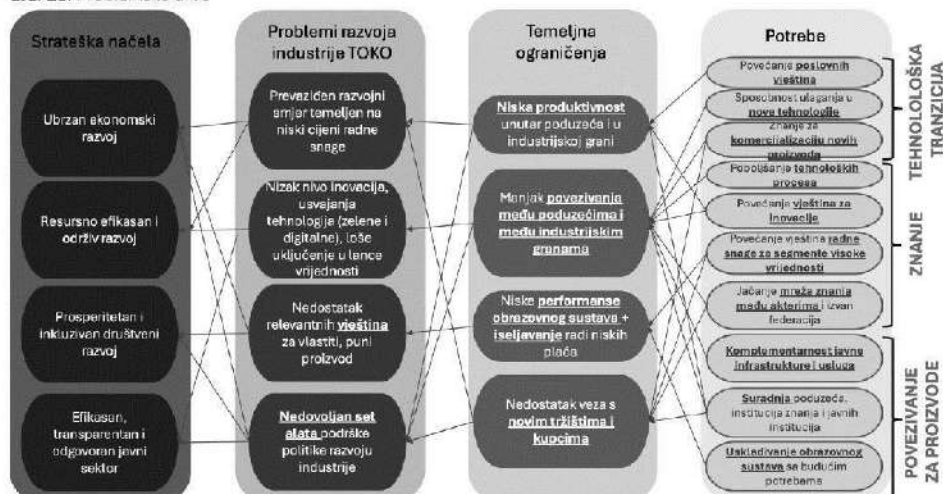 Strateška načela
Ubrzan ekonomski
razvoj
Resursno efikasan i
održiv razvoj
Prosperitetan i
inkluzivan društveni
razvoj
Efikasan,
transparentan i
odgovoran javni
sektor
Problemi razvoja
industrije TOKO
Prevaziđen razvojni
smjer temeljen na
niski cijeni radne
snage
Nizak nivo inovacija,
usvajanja
tehnologija (zelene i
digitalne), loše
uključenje u lance
vrijednosti
Nedostatak
relevantnih vještina
za vlastiti, puni
proizvod
Nedovoljan set
alata podrške
politike razvoju
industrije
Temeljna
ograničenja
Niska produktivnost
unutar poduzeća i u
industrijskoj grani
Manjak povezivanja
među poduzećima i
među industrijskim
granama
Niske performanse
obrazovnog sustava +
iseljavanje radi niskih
plaća
Nedostatak veza s
novim tržištima i
kupcima
Potrebe
Povećanje poslovnih
vještina
Sposobnost ulaganja u
nove tehnologije
Znanje za
komercijalizaciju novih
proizvoda
Poboljšanje tehnoloških
procesa
Povećanje vještina za
inovacije
Povećanje vještina radne
snage za segmente visoke
vrijednosti
Jačanje mreža znanja
među akterima i izvan
federacija
Komplementarnost javne
infrastrukture i usluga
Suradnja poduzeća,
institucija znanja i javnih
institucija
Usklađivanje obrazovnog
sustava sa budućim
potrebama
TEHNOLOLOŠKA
TRANZICIJA
ZNANJE
POVEZIVANJE
ZA PROIZVODE